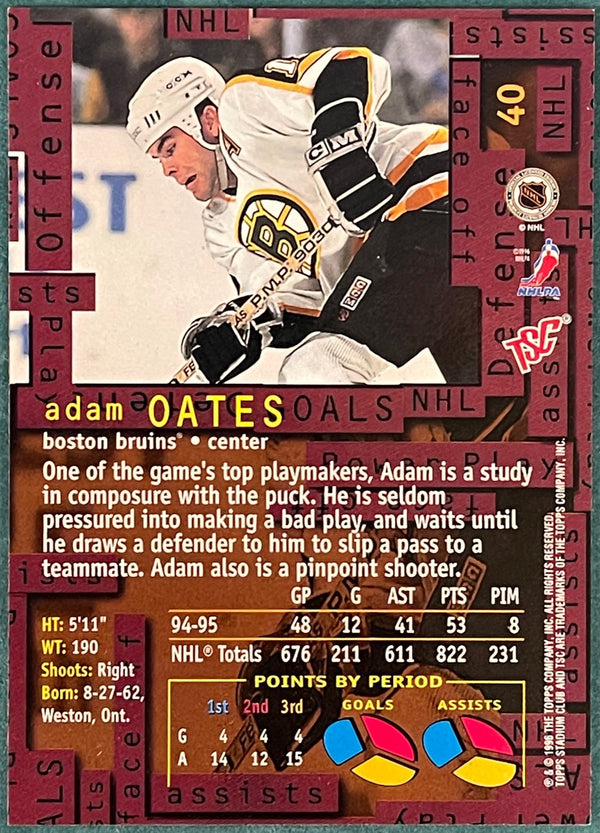 NHL
assists
Offense
face off
40
NHL
© NHL
©1996
NHLPA
NHLPA
Defense
TSC®
GOALS
NHL
adam OATES
boston bruins® • center
One of the game's top playmakers, Adam is a study
in composure with the puck. He is seldom
pressured into making a bad play, and waits until
he draws a defender to him to slip a pass to a
teammate. Adam also is a pinpoint shooter.
HT: 5'11"
WT: 190
Shoots: Right
Born: 8-27-62,
Weston, Ont.
GP G AST PTS PIM
94-95 48 12 41 53 8
NHL® Totals 676 211 611 822 231
POINTS BY PERIOD
1st 2nd 3rd GOALS ASSISTS
G 4 4 4
A 14 12 15
assists
® & © 1996 THE TOPPS COMPANY, INC. ALL RIGHTS RESERVED.
TOPPS STADIUM CLUB AND TSC ARE TRADEMARKS OF THE TOPPS COMPANY, INC.